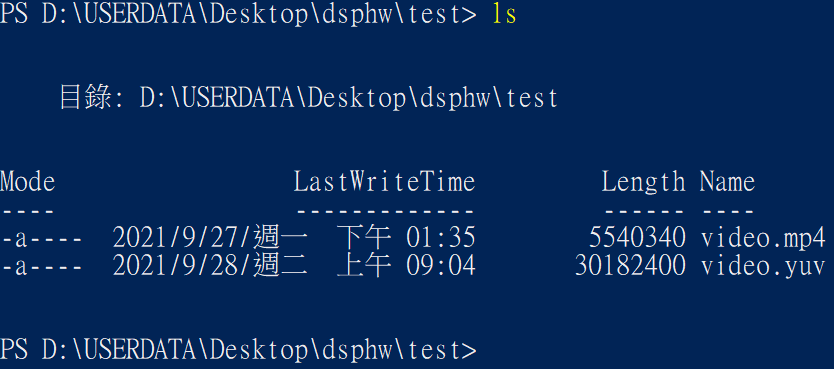 PS D:\USERDATA\Desktop\dsphw\test> ls
目錄: D:\USERDATA\Desktop\dsphw\test
Mode LastWriteTime Length Name
---- ------------- ------ ----
-a---- 2021/9/27/週一 下午 01:35 5540340 video.mp4
-a---- 2021/9/28/週二 上午 09:04 30182400 video.yuv
PS D:\USERDATA\Desktop\dsphw\test>